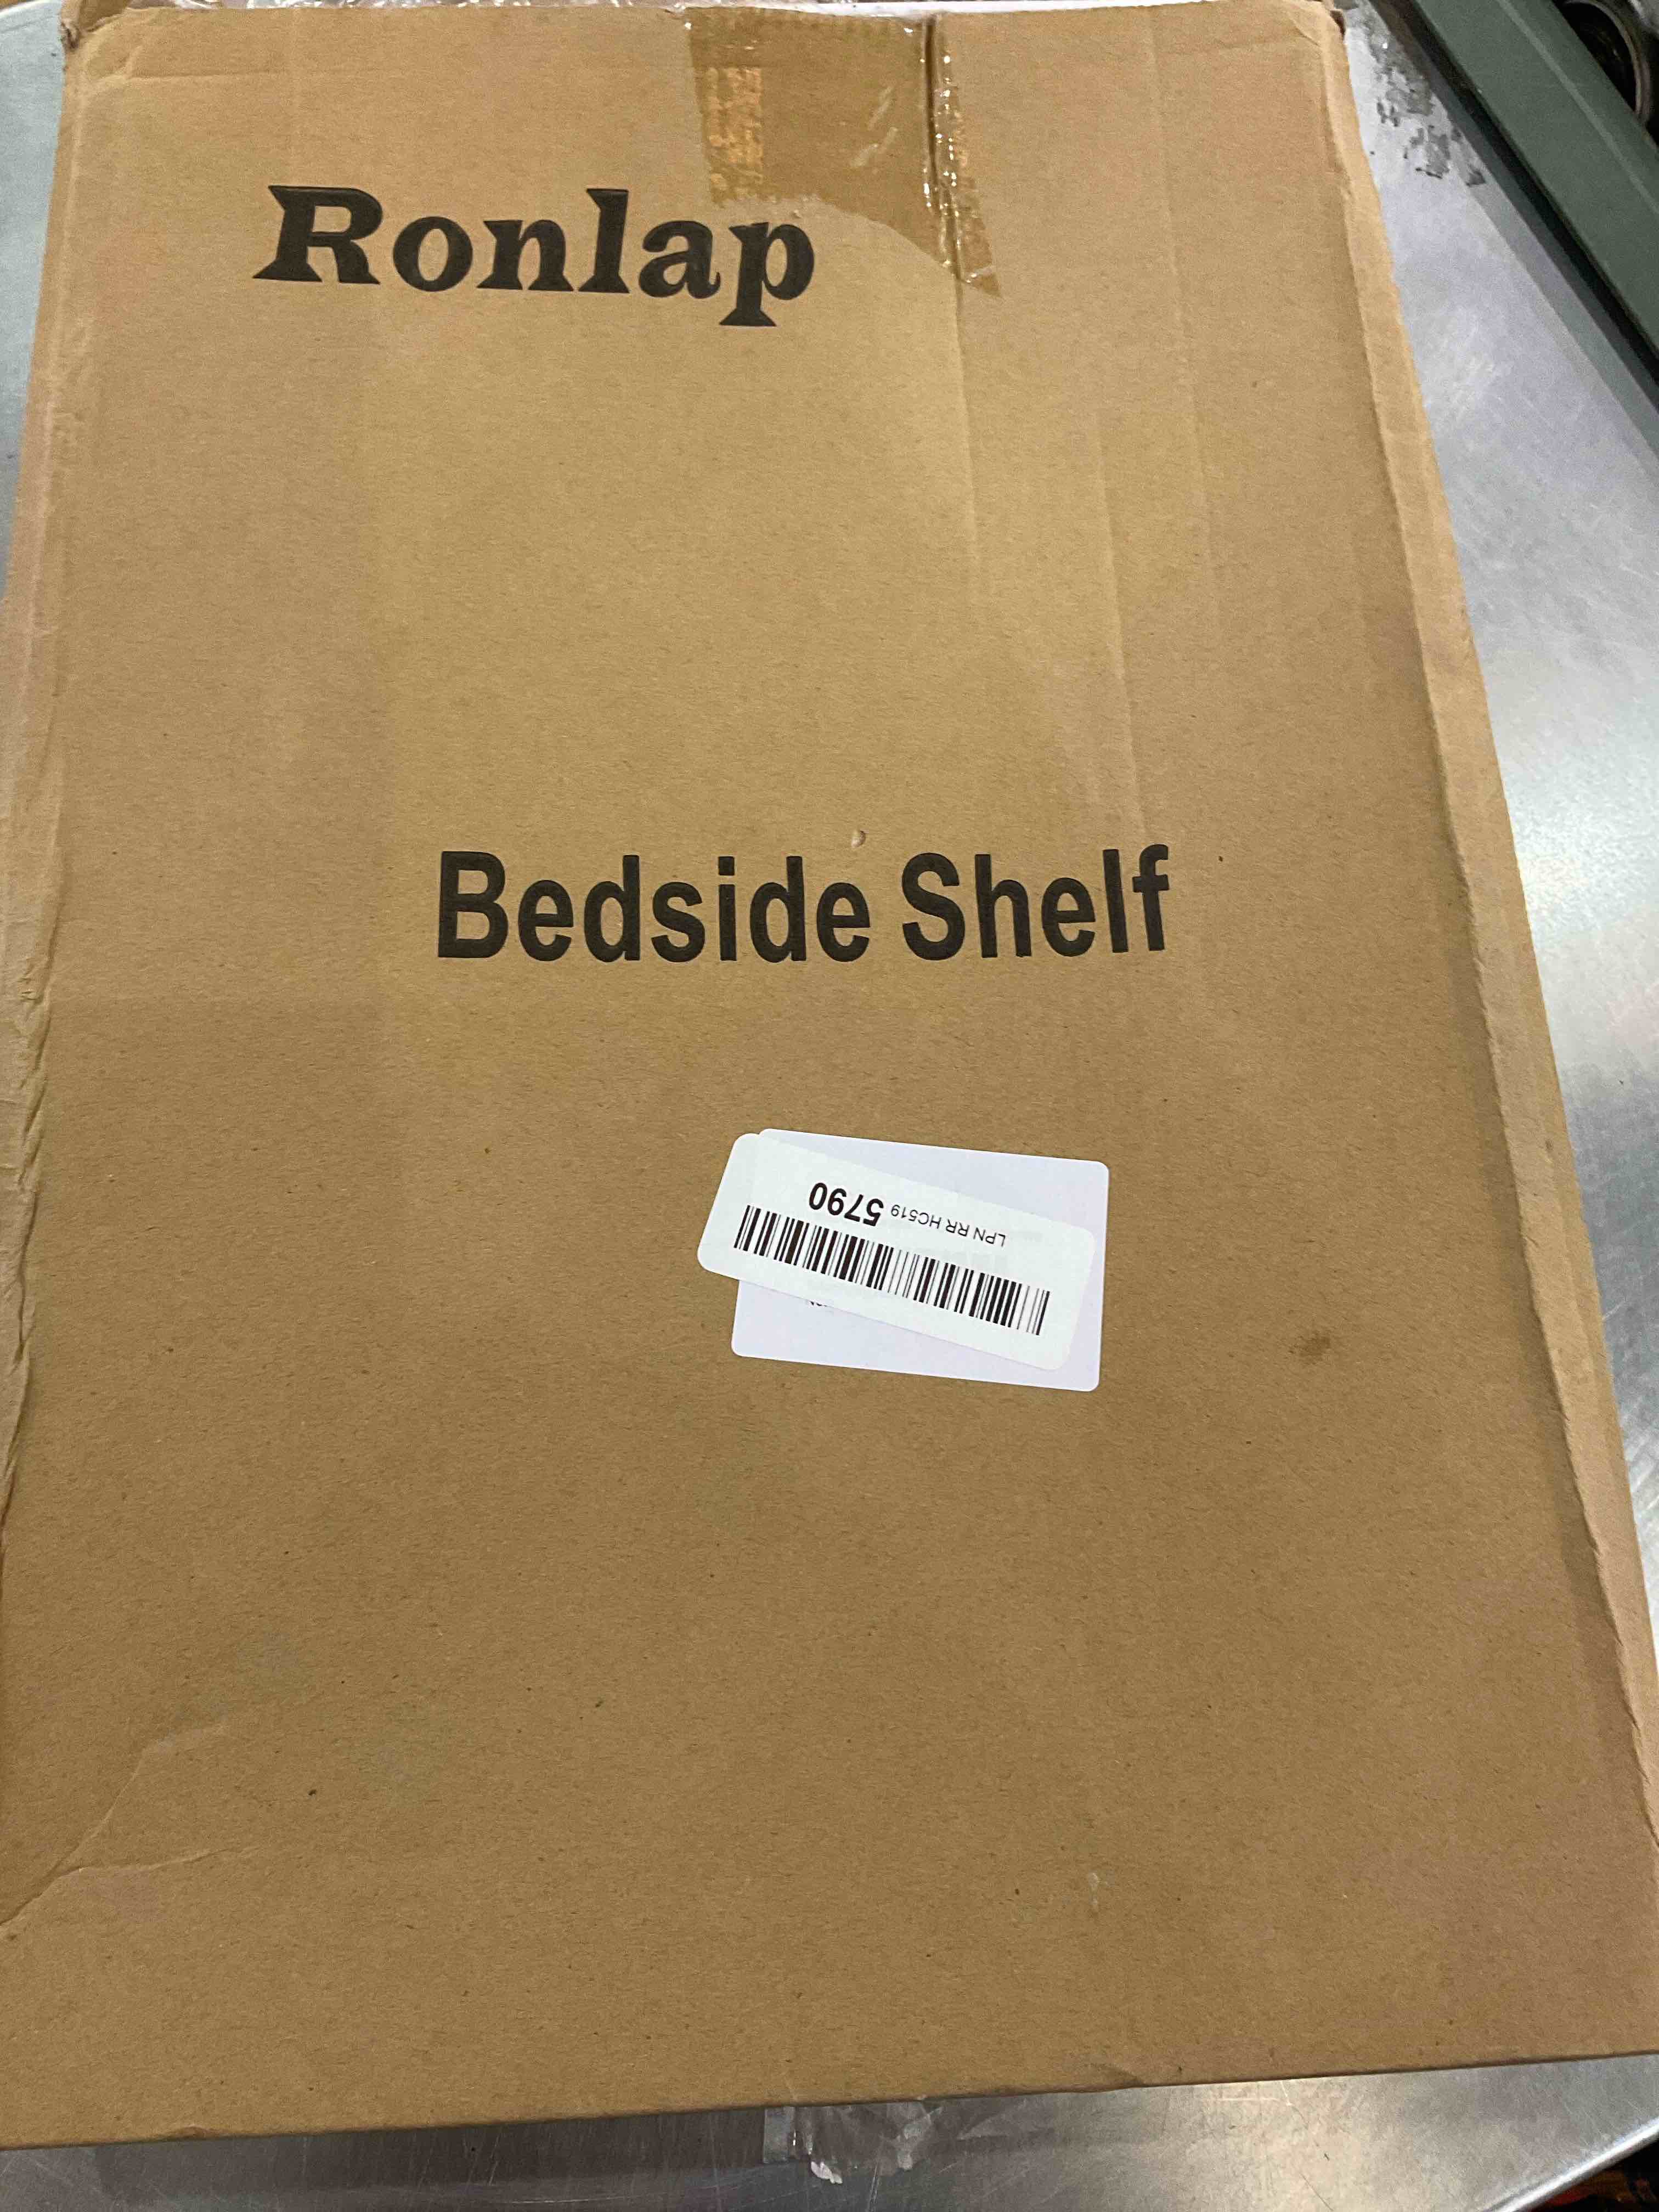 Ronlap
Bedside Shelf
LPN RR HC519 5790